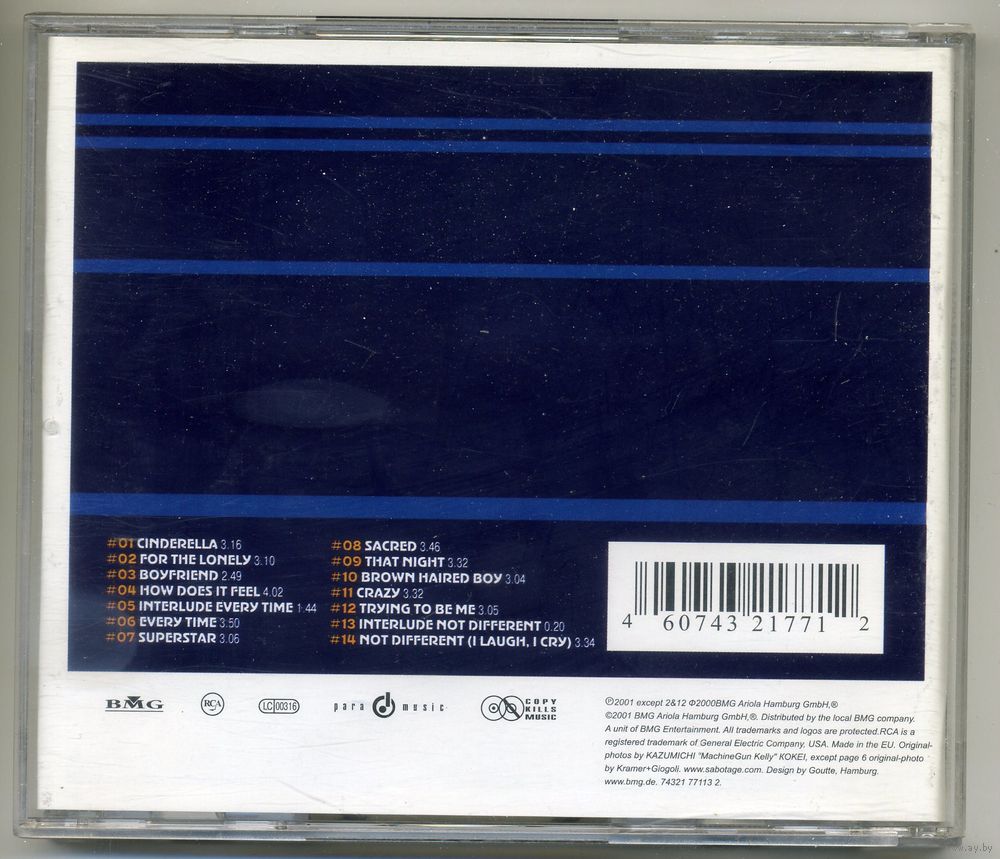 #01 CINDERELLA 3.16
#02 FOR THE LONELY 3.10
#03 BOYFRIEND 2.49
#04 HOW DOES IT FEEL 4.02
#05 INTERLUDE EVERY TIME 1:44
#06 EVERY TIME 3:50
#07 SUPERSTAR 3.06
#08 SACRED 3.46
#09 THAT NIGHT 3.32
#10 BROWN HAIRED BOY 3.04
#11 CRAZY 3.32
#12 TRYING TO BE ME 3.05
#13 INTERLUDE NOT DIFFERENT 0.20
#14 NOT DIFFERENT (I LAUGH, I CRY) 3.34
4 60743 21771 2
BMG
RCA
LC 00316
para music
COPY
KILLS
MUSIC
℗2001 except 2&12 ℗2000BMG Ariola Hamburg GmbH,®
©2001 BMG Ariola Hamburg GmbH,®. Distributed by the local BMG company.
A unit of BMG Entertainment. All trademarks and logos are protected.RCA is a
registered trademark of General Electric Company, USA. Made in the EU. Original-
photos by KAZUMICHI "MachineGun Kelly" KOKEI, except page 6 original-photo
by Kramer+Giogoli. www.sabotage.com. Design by Goutte, Hamburg.
www.bmg.de. 74321 77113 2.
www.ay.by